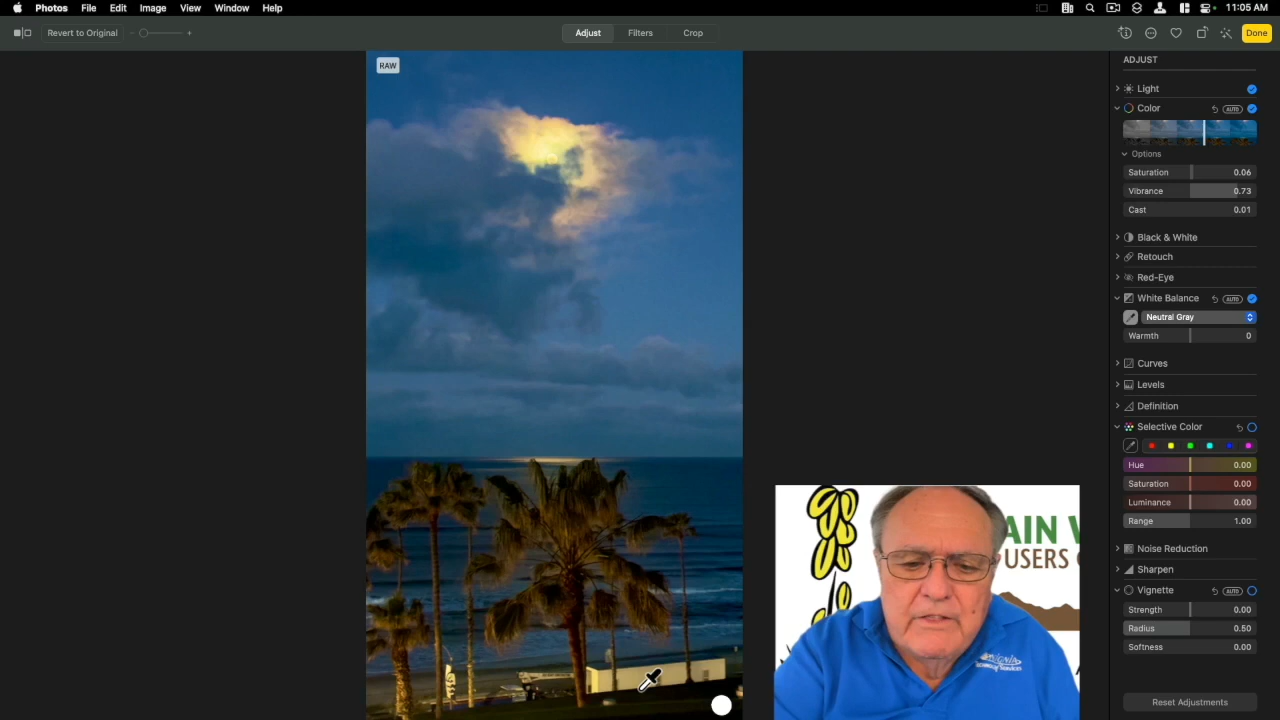 Photos File Edit Image View Window Help 11:05 AM
Revert to Original - + Adjust Filters Crop Done
RAW
ADJUST
Light
Color AUTO
Options
Saturation 0.06
Vibrance 0.73
Cast 0.01
Black & White
Retouch
Red-Eye
White Balance AUTO
Neutral Gray
Warmth 0
Curves
Levels
Definition
Selective Color
Hue 0.00
Saturation 0.00
Luminance 0.00
Range 1.00
Noise Reduction
Sharpen
Vignette AUTO
Strength 0.00
Radius 0.50
Softness 0.00
Reset Adjustments
AIN
USERS